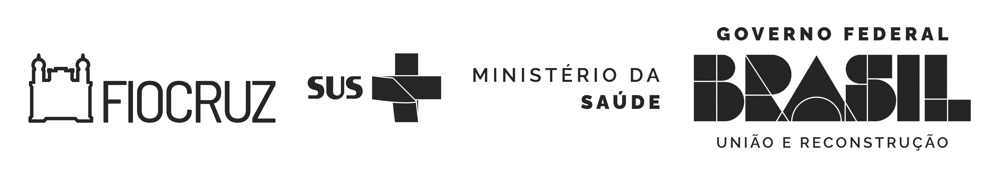 FIOCRUZ
SUS
MINISTÉRIO DA
SAÚDE
GOVERNO FEDERAL
BRASIL
UNIÃO E RECONSTRUÇÃO